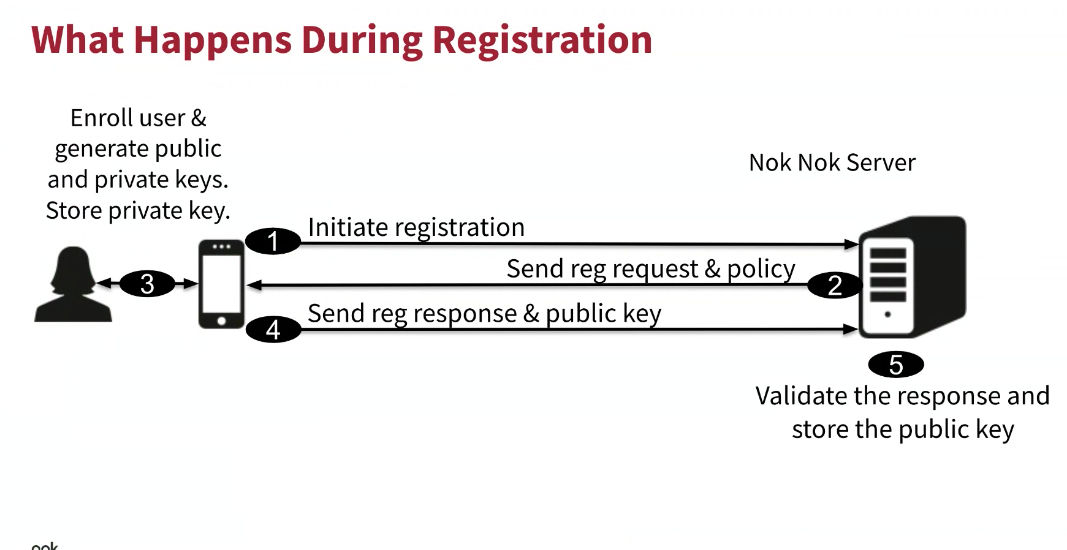 What Happens During Registration
Enroll user &
generate public
and private keys.
Store private key.
Nok Nok Server
1
Initiate registration
Send reg request & policy
2
3
4
Send reg response & public key
5
Validate the response and
store the public key